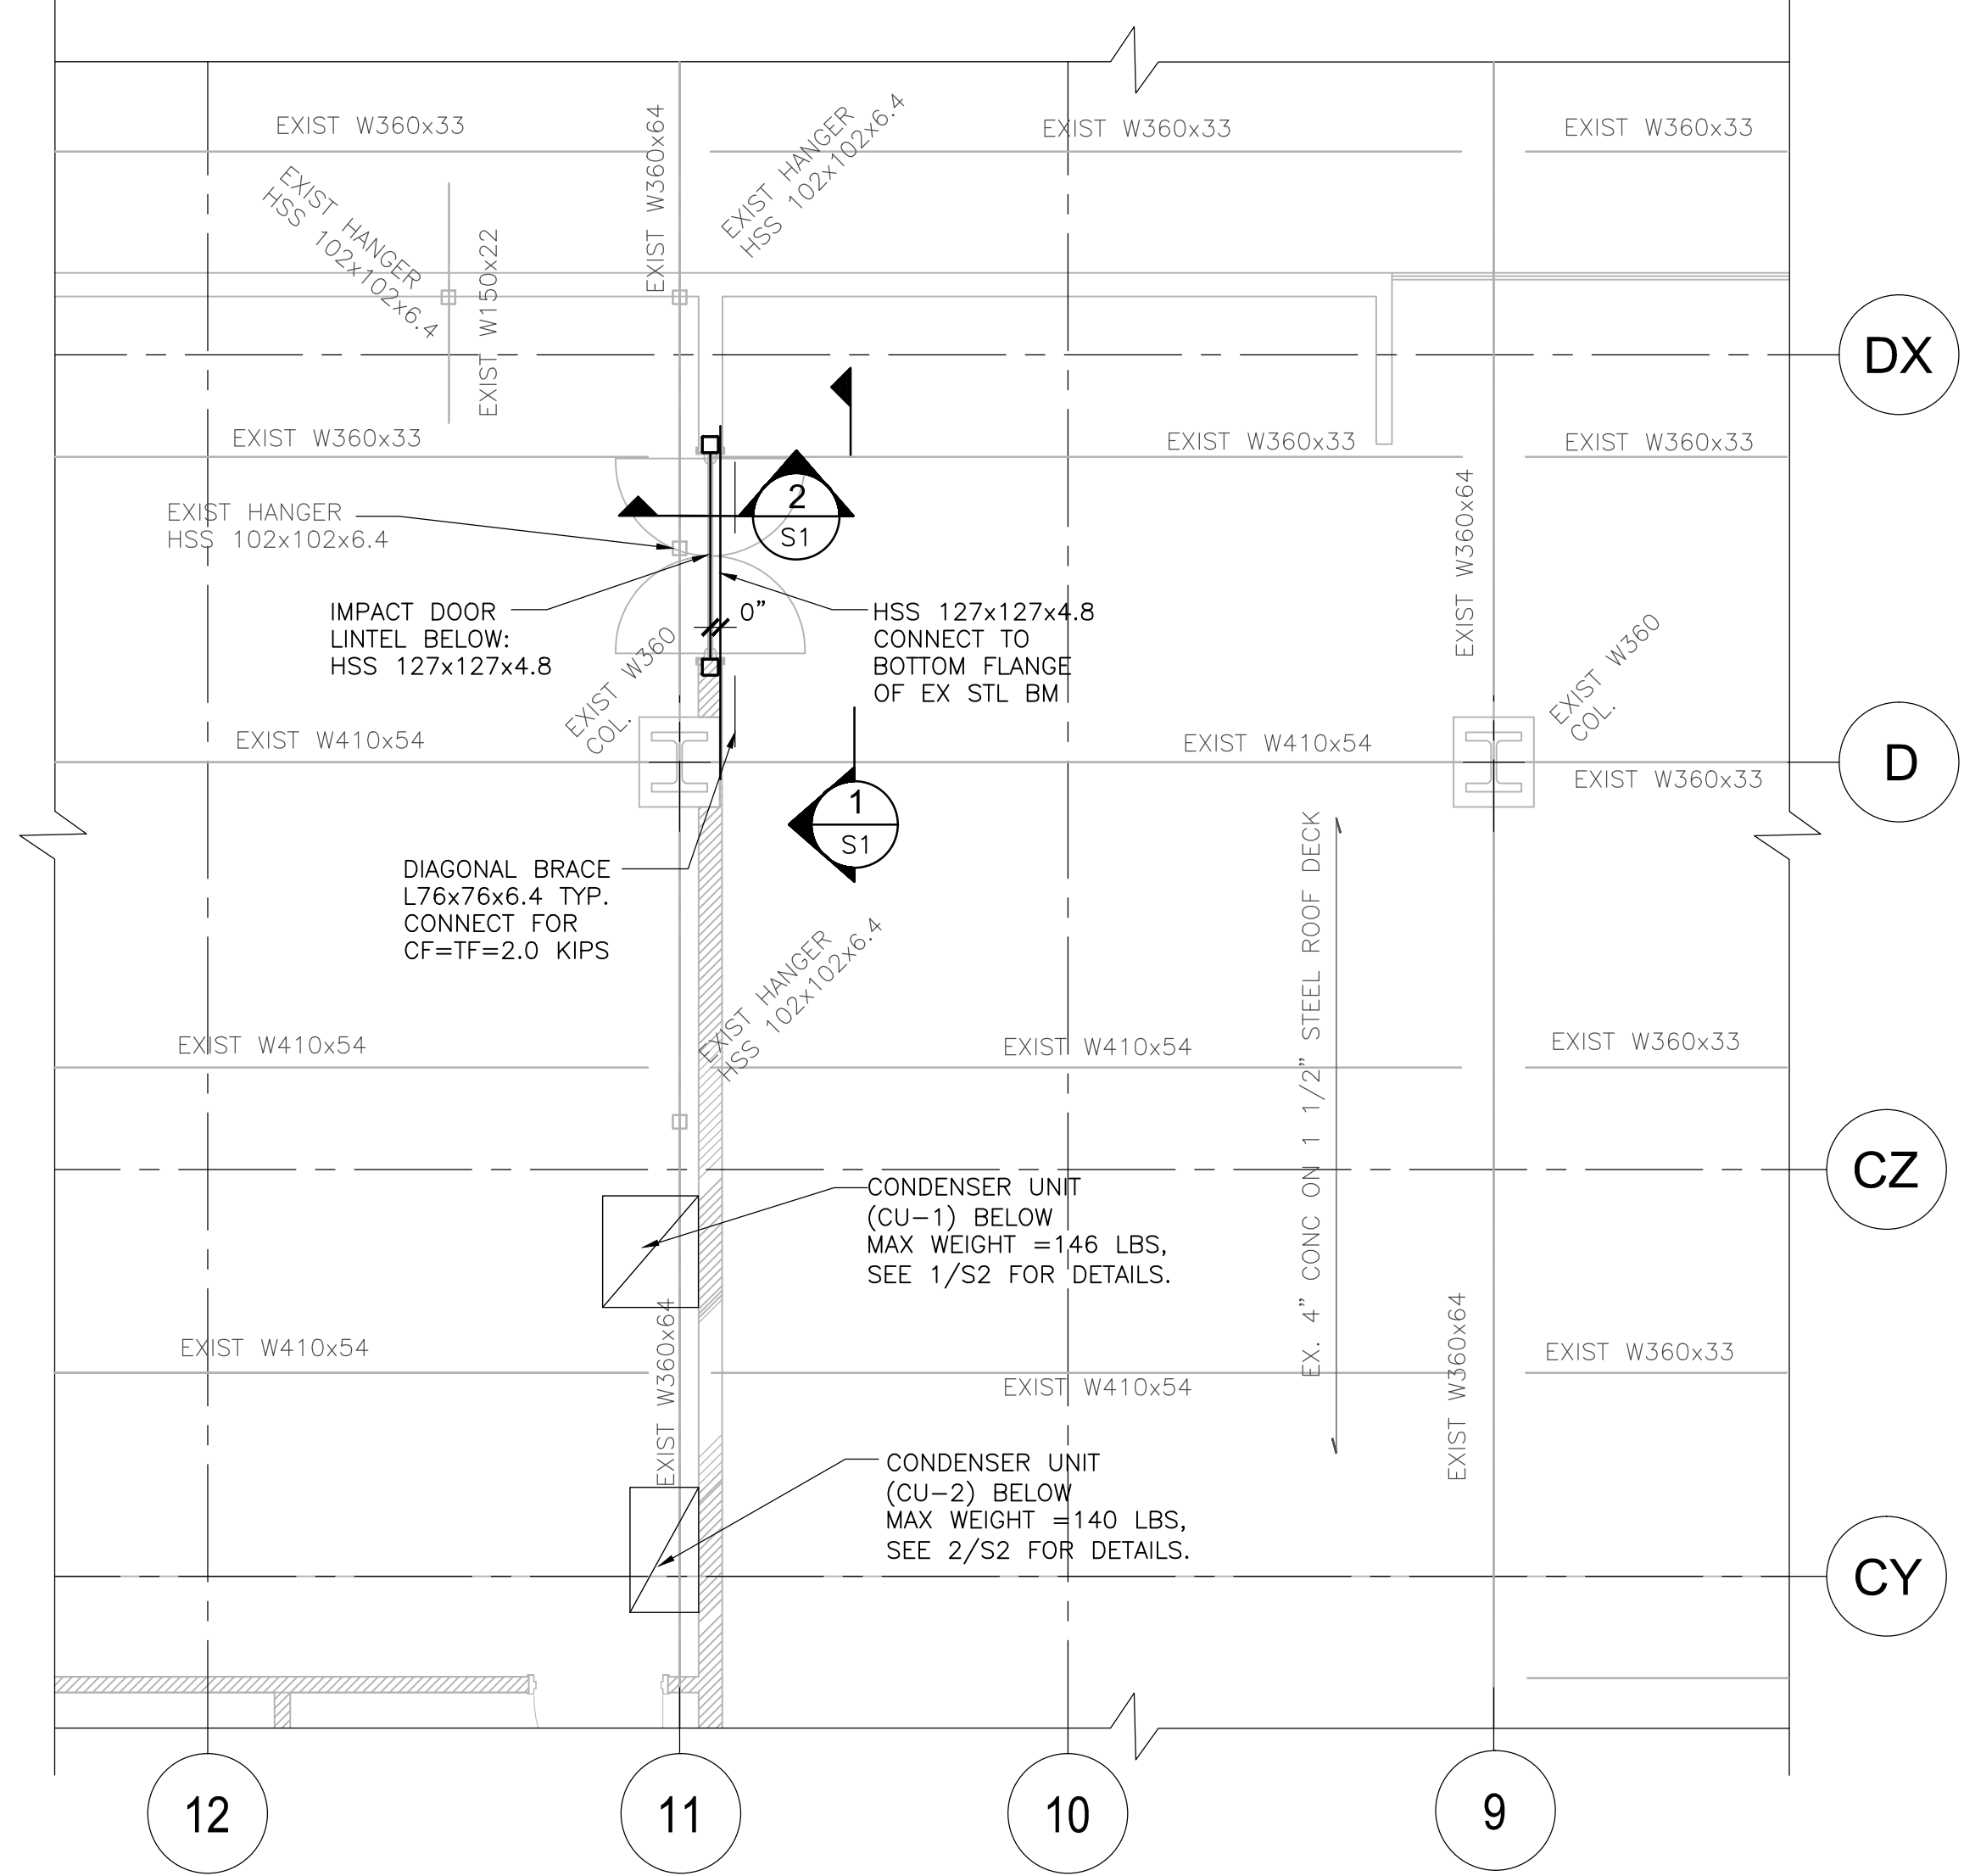 EXIST W360x33
EXIST W360x64
EXIST HANGER
HSS 102x102x6.4
EXIST W360x33
EXIST W360x33
EXIST HANGER
HSS 102x102x6.4
EXIST W150x22
DX
EXIST W360x33
EXIST W360x33
EXIST W360x33
EXIST W360x64
2
S1
EXIST HANGER
HSS 102x102x6.4
IMPACT DOOR
LINTEL BELOW:
HSS 127x127x4.8
0”
HSS 127x127x4.8
CONNECT TO
BOTTOM FLANGE
OF EX STL BM
EXIST W360
COL.
EXIST W360
COL.
EXIST W410x54
EXIST W410x54
EXIST W360x33
D
1
S1
DIAGONAL BRACE
L76x76x6.4 TYP.
CONNECT FOR
CF=TF=2.0 KIPS
EXIST HANGER
HSS 102x102x6.4
EX. 4” CONC ON 1 1/2” STEEL ROOF DECK
EXIST W410x54
EXIST W410x54
EXIST W360x33
CZ
CONDENSER UNIT
(CU-1) BELOW
MAX WEIGHT =146 LBS,
SEE 1/S2 FOR DETAILS.
EXIST W360x64
EXIST W360x64
EXIST W410x54
EXIST W410x54
EXIST W360x33
CONDENSER UNIT
(CU-2) BELOW
MAX WEIGHT =140 LBS,
SEE 2/S2 FOR DETAILS.
CY
12
11
10
9